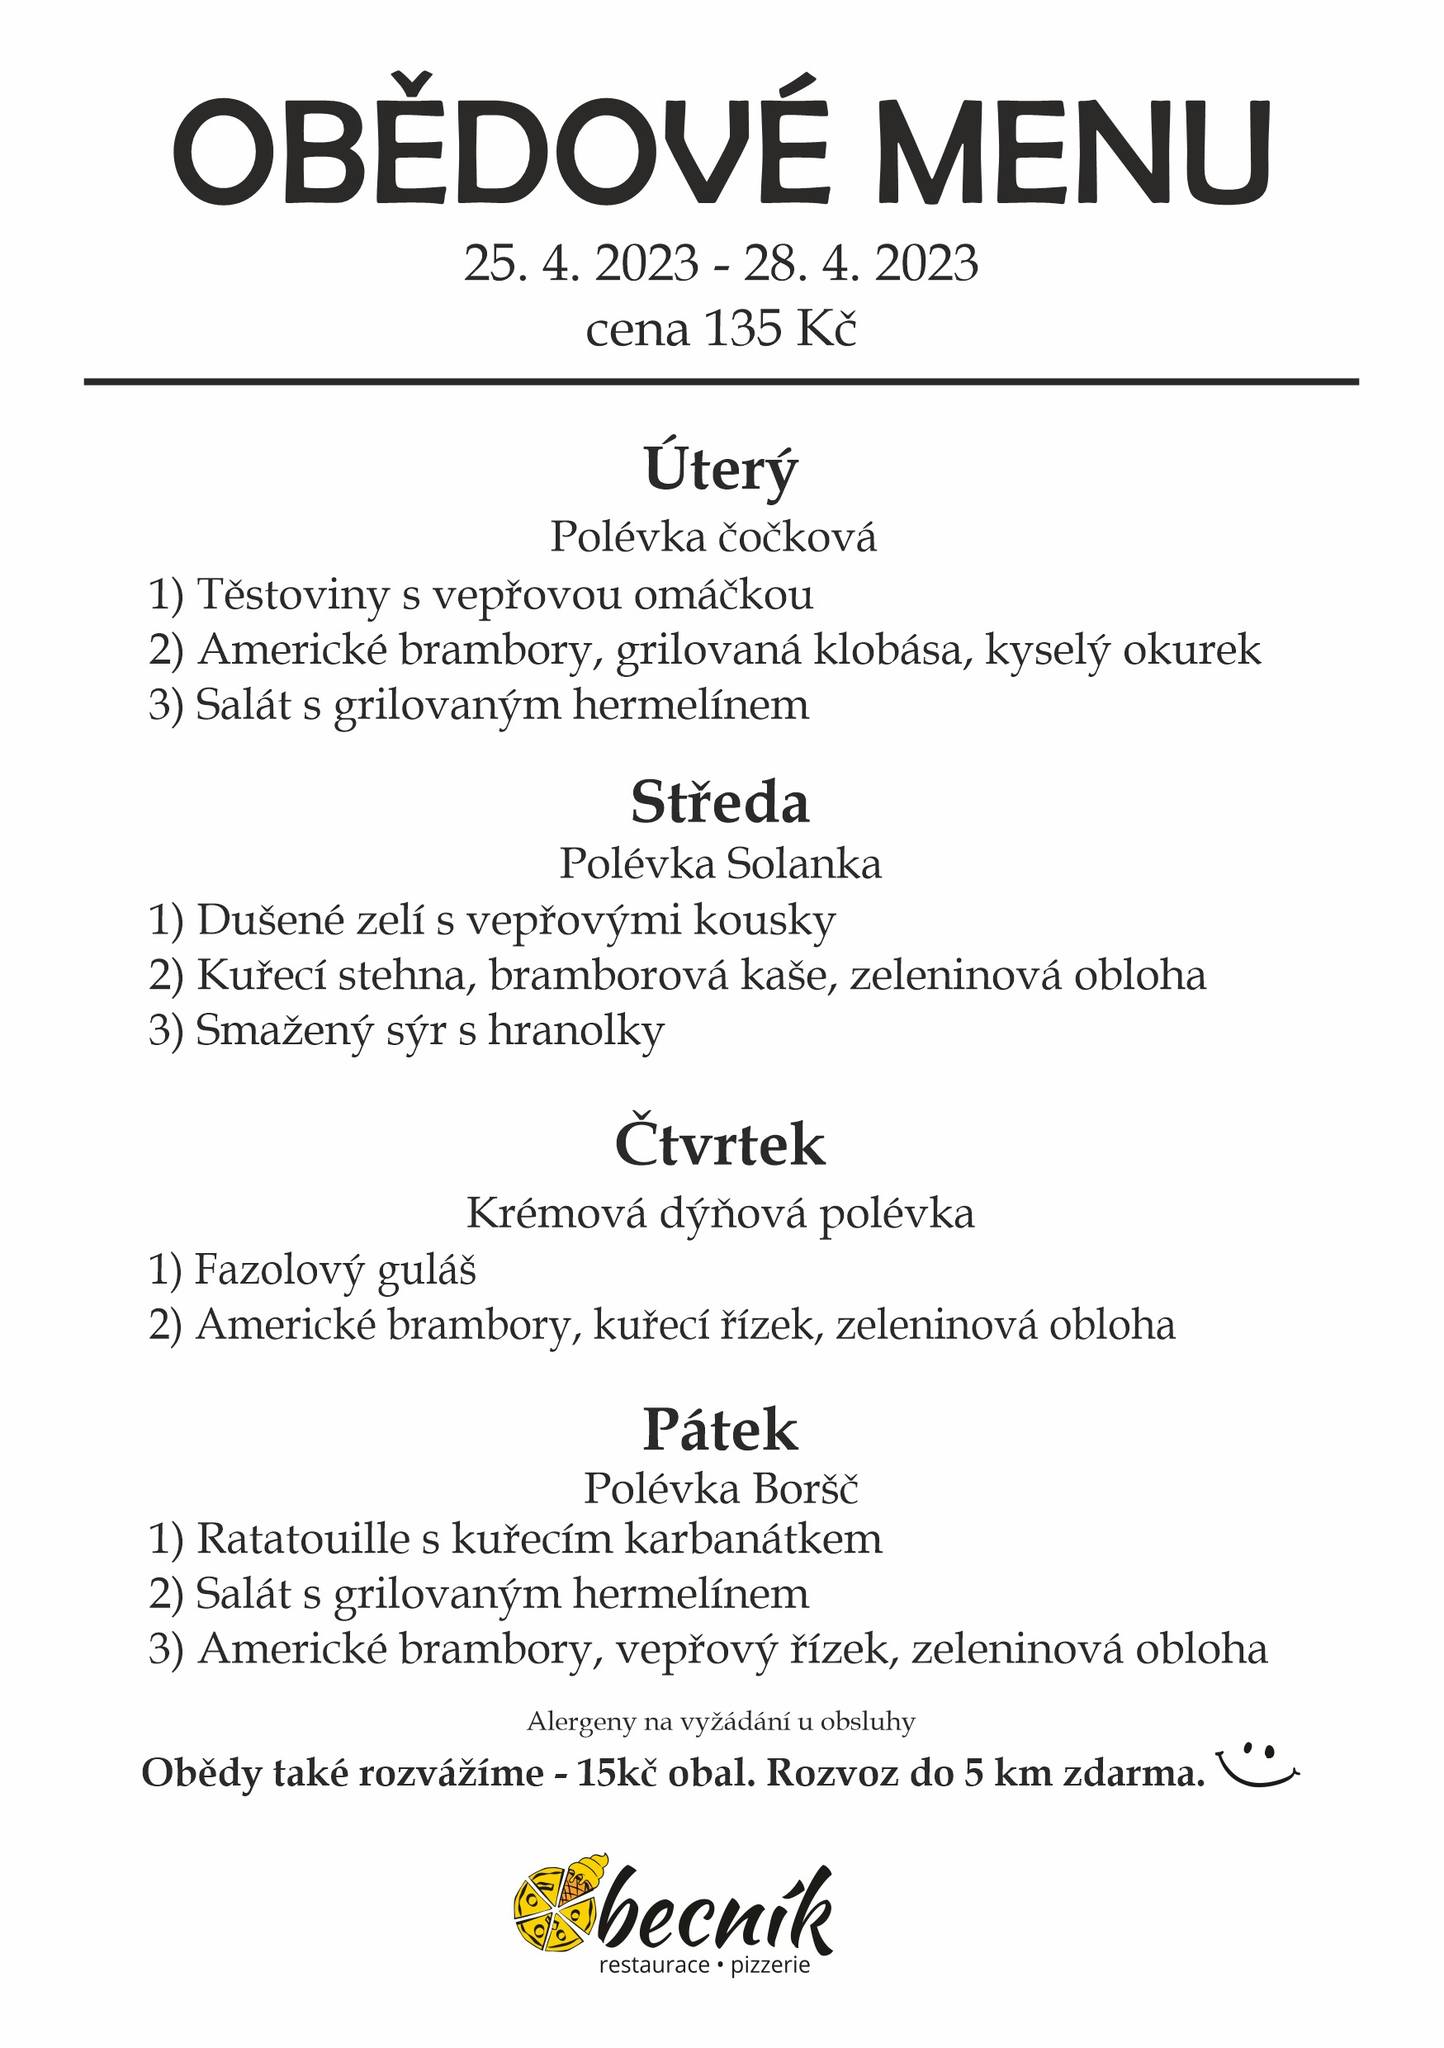 OBĚDOVÉ MENU
25. 4. 2023 - 28. 4. 2023
cena 135 Kč
Úterý
Polévka čočková
1) Těstoviny s vepřovou omáčkou
2) Americké brambory, grilovaná klobása, kyselý okurek
3) Salát s grilovaným hermelínem
Středa
Polévka Solanka
1) Dušené zelí s vepřovými kousky
2) Kuřecí stehna, bramborová kaše, zeleninová obloha
3) Smažený sýr s hranolky
Čtvrtek
Krémová dýňová polévka
1) Fazolový guláš
2) Americké brambory, kuřecí řízek, zeleninová obloha
Pátek
Polévka Boršč
1) Ratatouille s kuřecím karbanátkem
2) Salát s grilovaným hermelínem
3) Americké brambory, vepřový řízek, zeleninová obloha
Alergeny na vyžádání u obsluhy
Obědy také rozvážíme - 15kč obal. Rozvoz do 5 km zdarma.
Obecník
restaurace • pizzerie